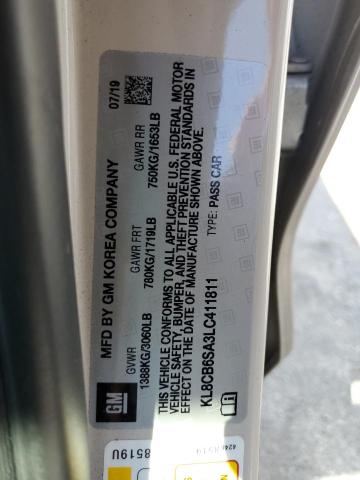 MFD BY GM KOREA COMPANY 07/19
GVWR GAWR FRT GAWR RR
1388KG/3060LB 780KG/1719LB 750KG/1653LB
THIS VEHICLE CONFORMS TO ALL APPLICABLE U.S. FEDERAL MOTOR
VEHICLE SAFETY, BUMPER, AND THEFT PREVENTION STANDARDS IN
EFFECT ON THE DATE OF MANUFACTURE SHOWN ABOVE.
KL8CB6SA3LC411811 TYPE: PASS CAR
GM
8519U